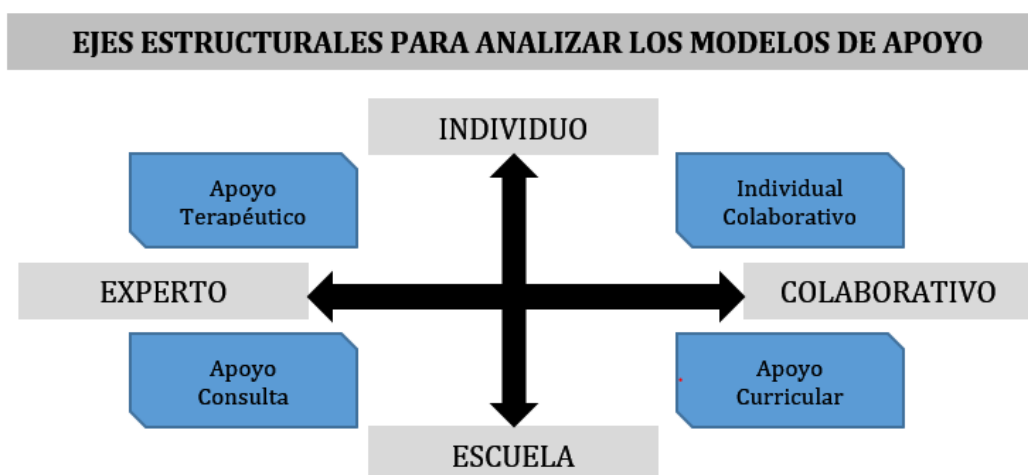 EJES ESTRUCTURALES PARA ANALIZAR LOS MODELOS DE APOYO
INDIVIDUO
Apoyo
Terapéutico
Individual
Colaborativo
EXPERTO
COLABORATIVO
Apoyo
Consulta
Apoyo
Curricular
ESCUELA